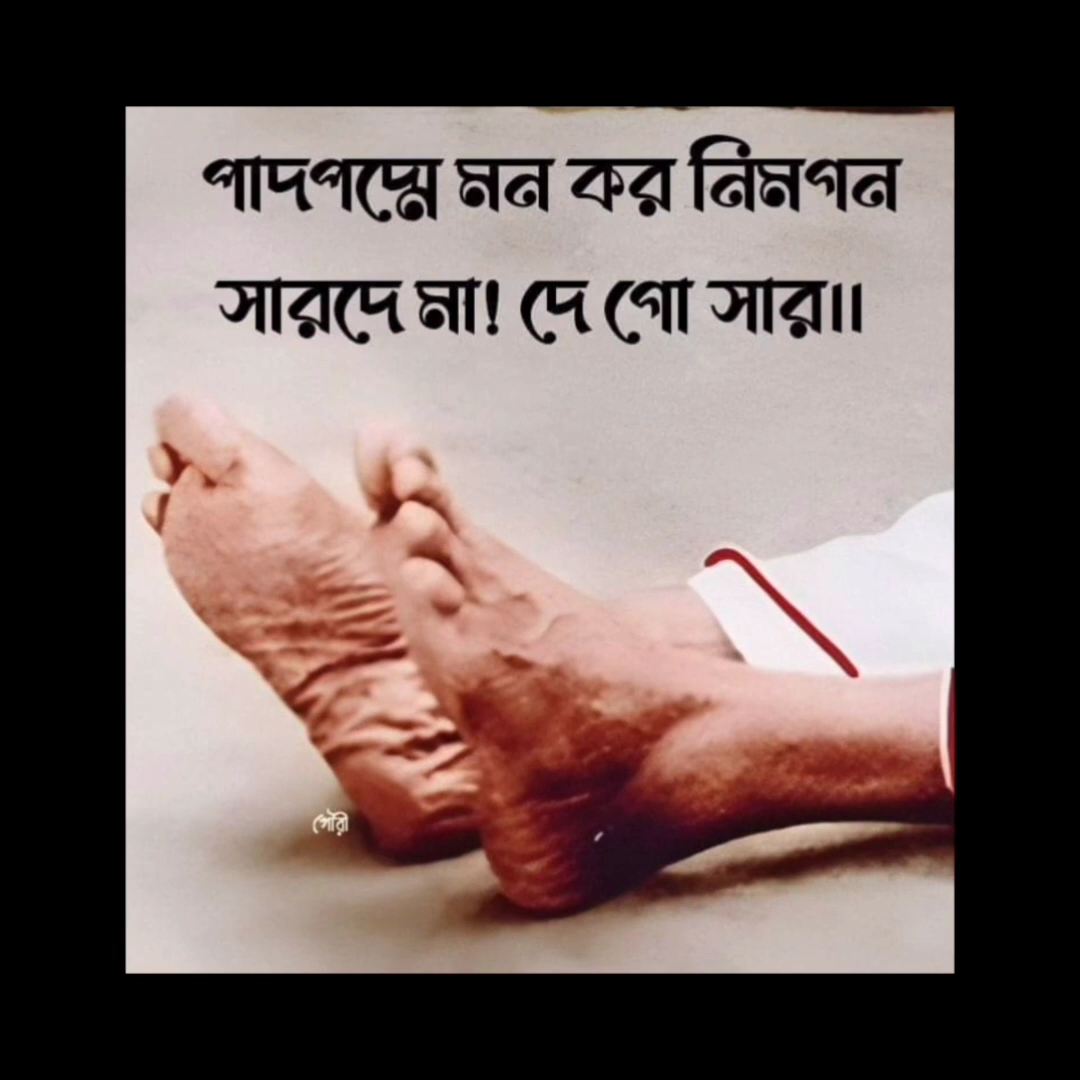 পাদপদ্মে মন কর নিমগন
সারদে মা! দে গো সার।।
গৌরী